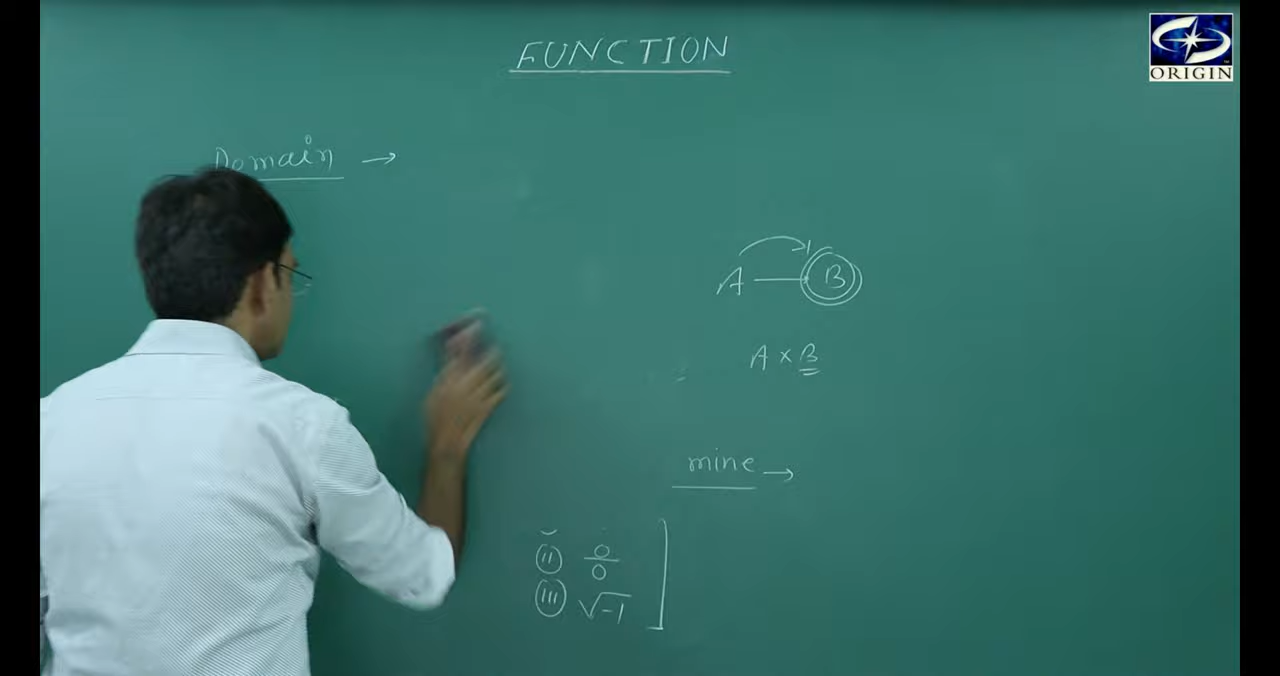 FUNCTION
ORIGIN
Domain →
A → B
A × B
mine →
(ii) 0/0
(iii) √-1